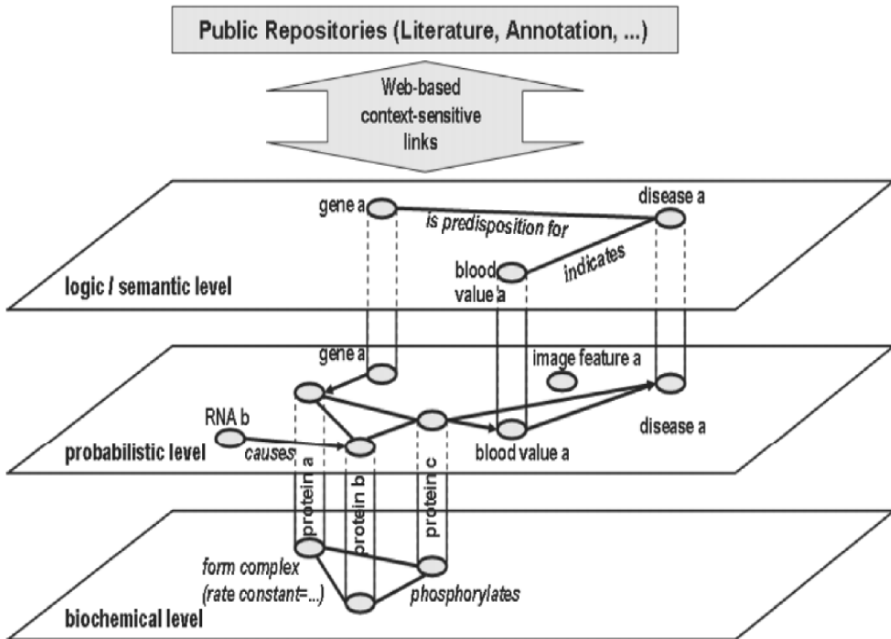 Public Repositories (Literature, Annotation, ...)
Web-based
context-sensitive
links
gene a
disease a
is predisposition for
blood
value a
indicates
logic / semantic level
gene a
image feature a
RNA b
causes
blood value a
disease a
probabilistic level
protein a
protein b
protein c
form complex
(rate constant=...)
phosphorylates
biochemical level